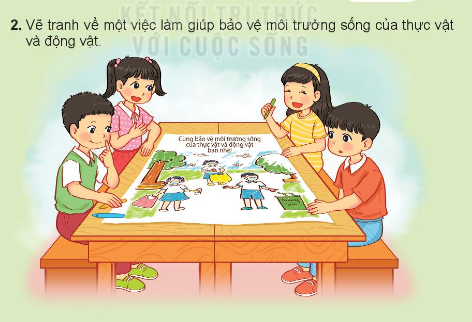 KẾT NỐI TRI THỨC
VỚI CUỘC SỐNG
2. Vẽ tranh về một việc làm giúp bảo vệ môi trường sống của thực vật
và động vật.
Cùng bảo vệ môi trường sống
của thực vật và động vật
bạn nhé!